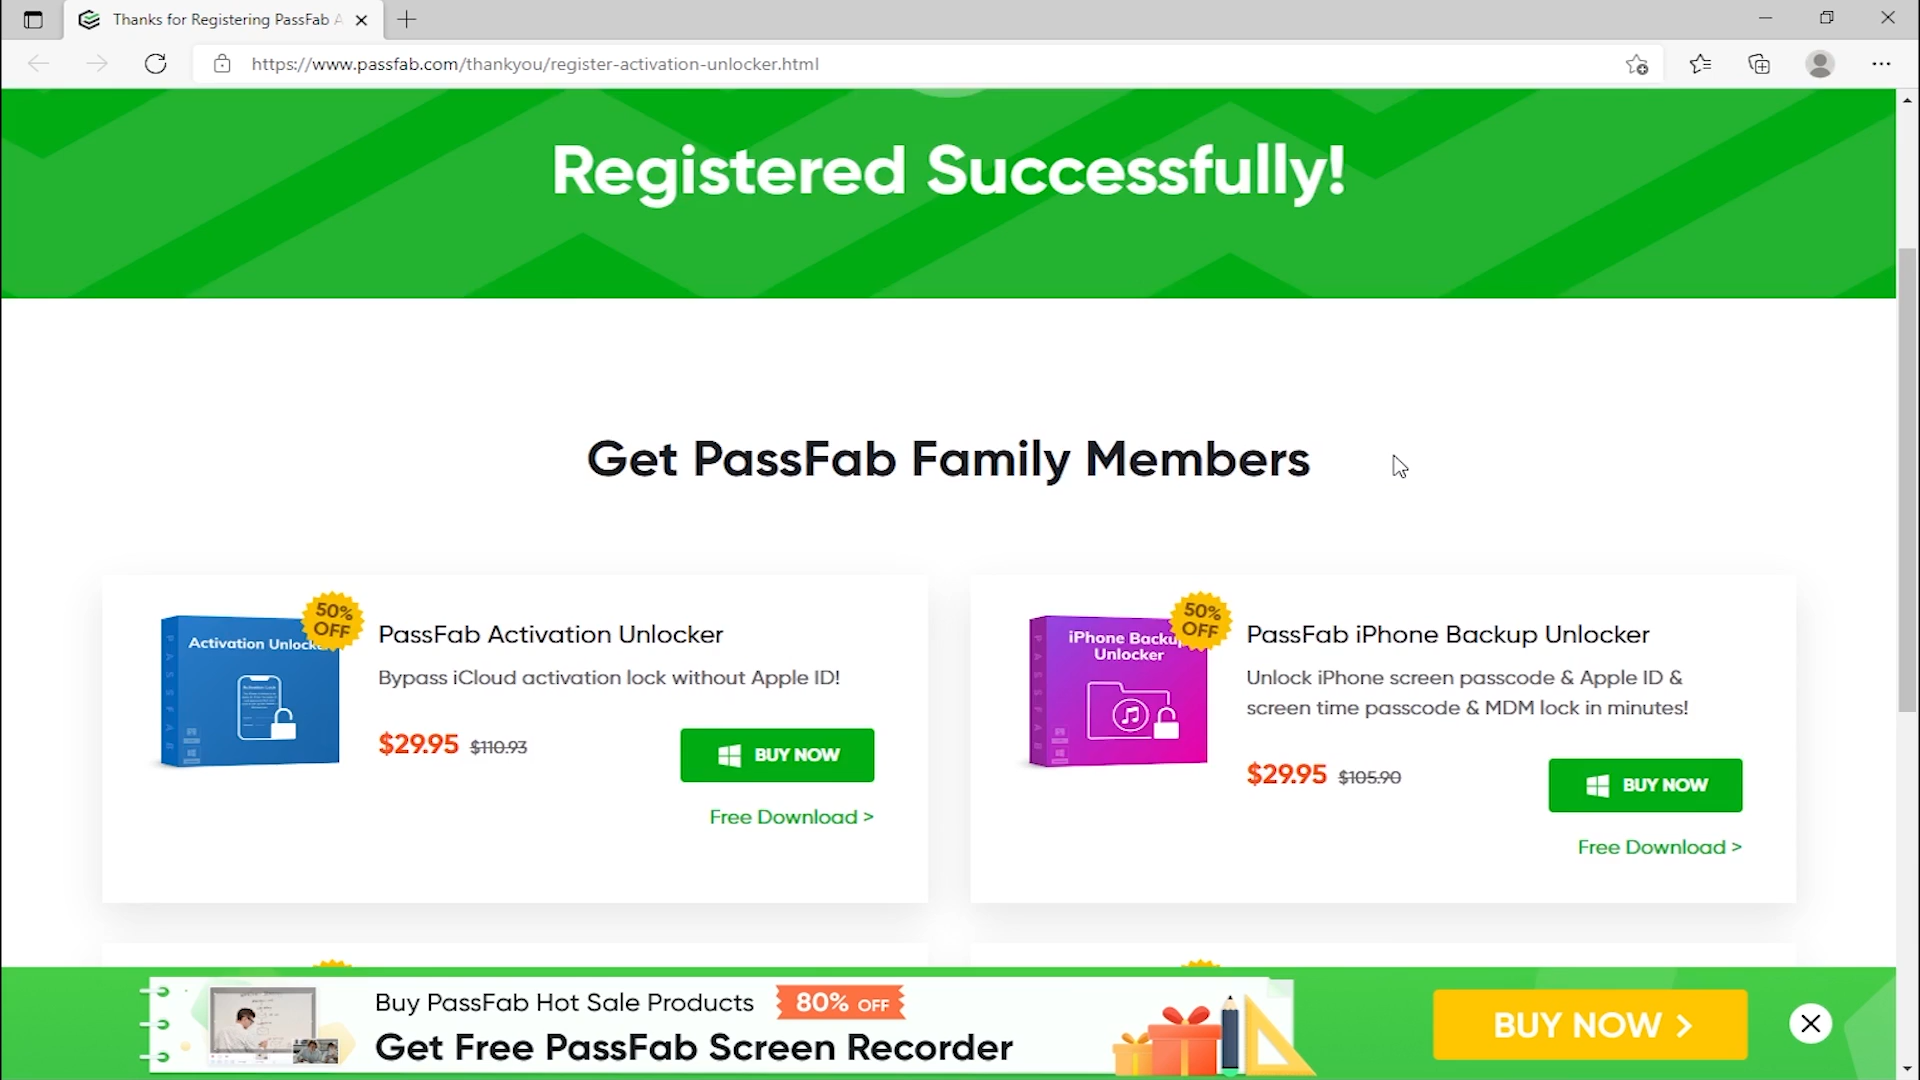 Thanks for Registering PassFab A
https://www.passfab.com/thankyou/register-activation-unlocker.html
Registered Successfully!
Get PassFab Family Members
50%
OFF
Activation Unlocke
PassFab Activation Unlocker
Bypass iCloud activation lock without Apple ID!
$29.95 $110.93
BUY NOW
Free Download >
50%
OFF
iPhone Backup
Unlocker
PassFab iPhone Backup Unlocker
Unlock iPhone screen passcode & Apple ID &
screen time passcode & MDM lock in minutes!
$29.95 $105.90
BUY NOW
Free Download >
Buy PassFab Hot Sale Products 80% OFF
Get Free PassFab Screen Recorder
BUY NOW >